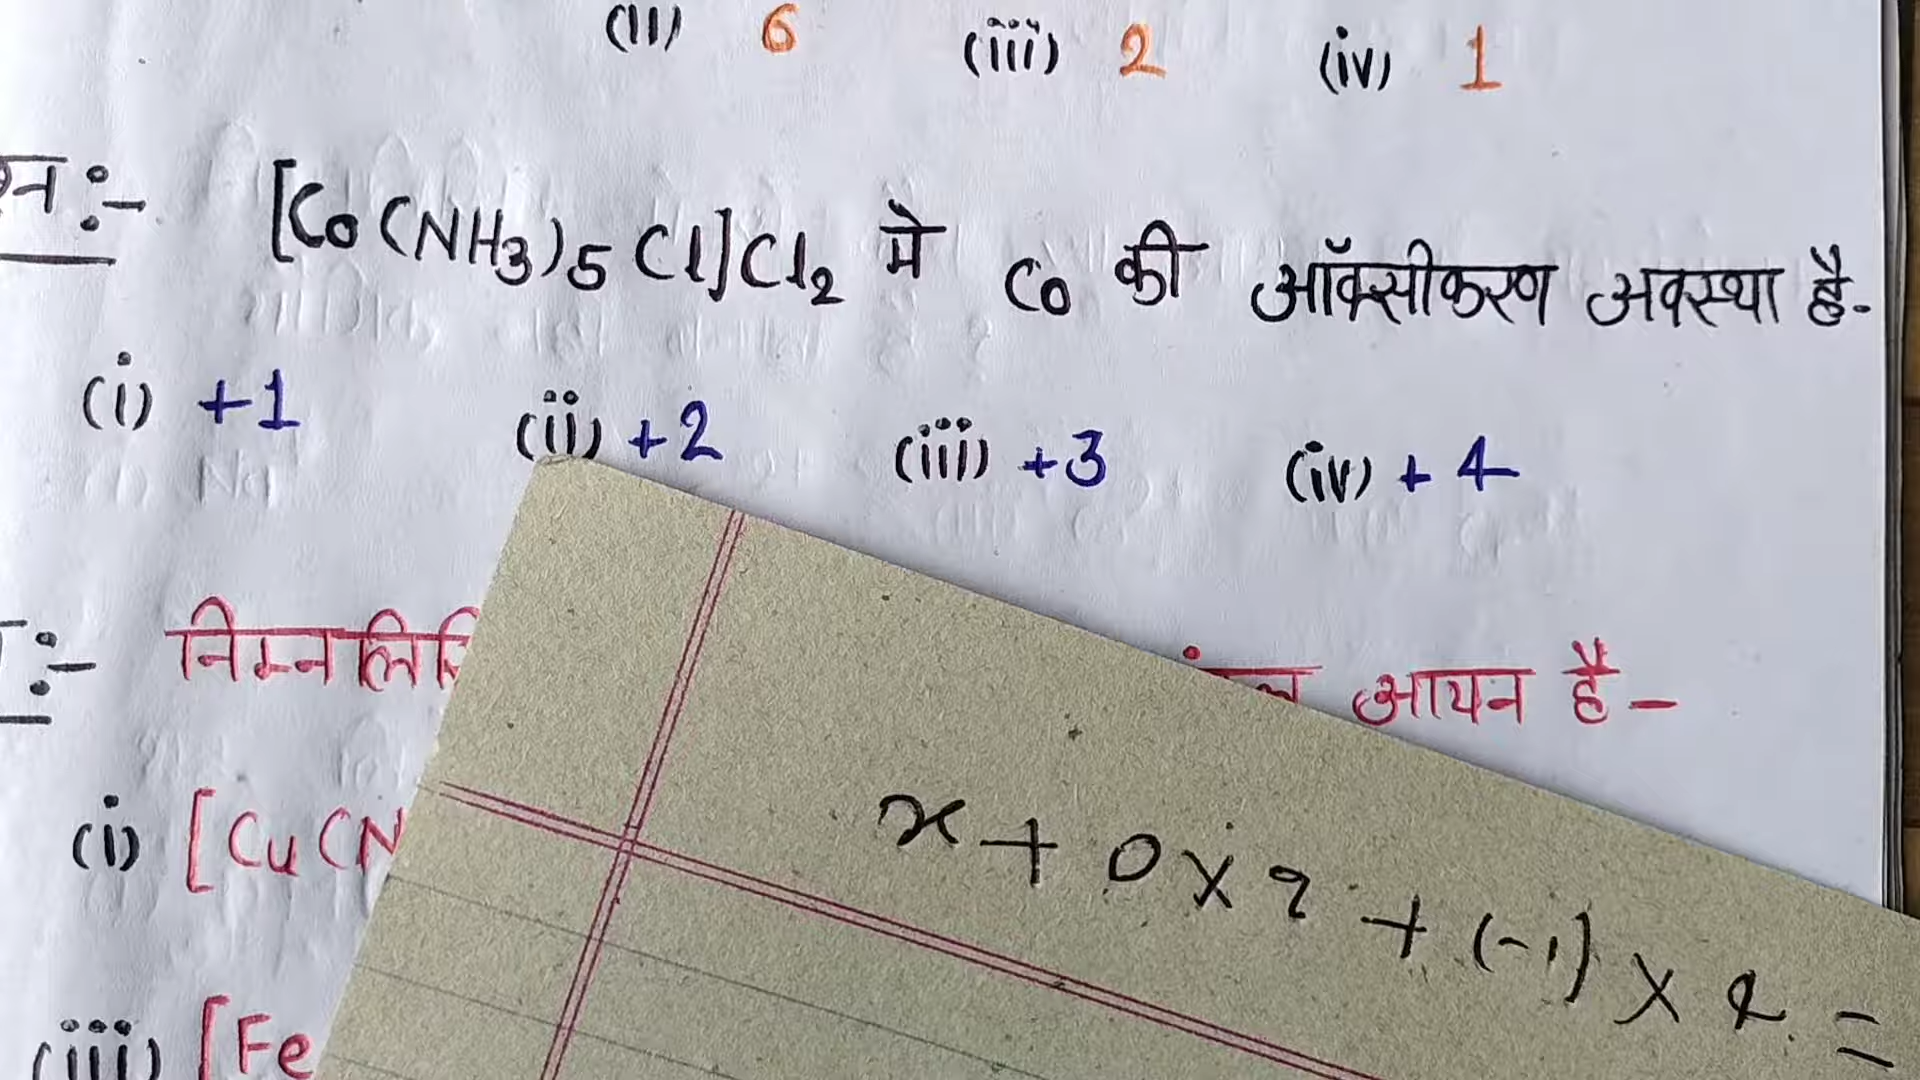 (ii) 6 (iii) 2 (iv) 1
:- [Co(NH3)5Cl]Cl2 में Co की ऑक्सीकरण अवस्था है-
(i) +1 (ii) +2 (iii) +3 (iv) +4
:- आयन है-
(i) [Cu(N
(iii) [Fe
x + 0 x 2 + (-1) x 2 =